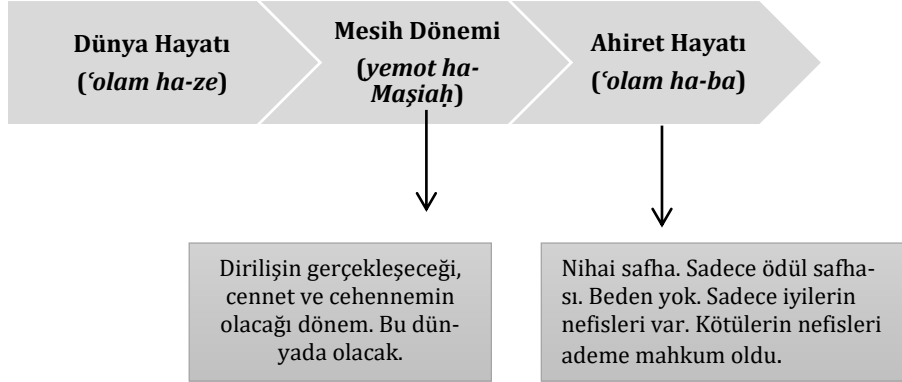 Dünya Hayatı
(ʿolam ha-ze)
Mesih Dönemi
(yemot ha-
Maşiaḥ)
Ahiret Hayatı
(ʿolam ha-ba)
Dirilişin gerçekleşeceği,
cennet ve cehennemin
olacağı dönem. Bu dün-
yada olacak.
Nihai safha. Sadece ödül safha-
sı. Beden yok. Sadece iyilerin
nefisleri var. Kötülerin nefisleri
ademe mahkum oldu.